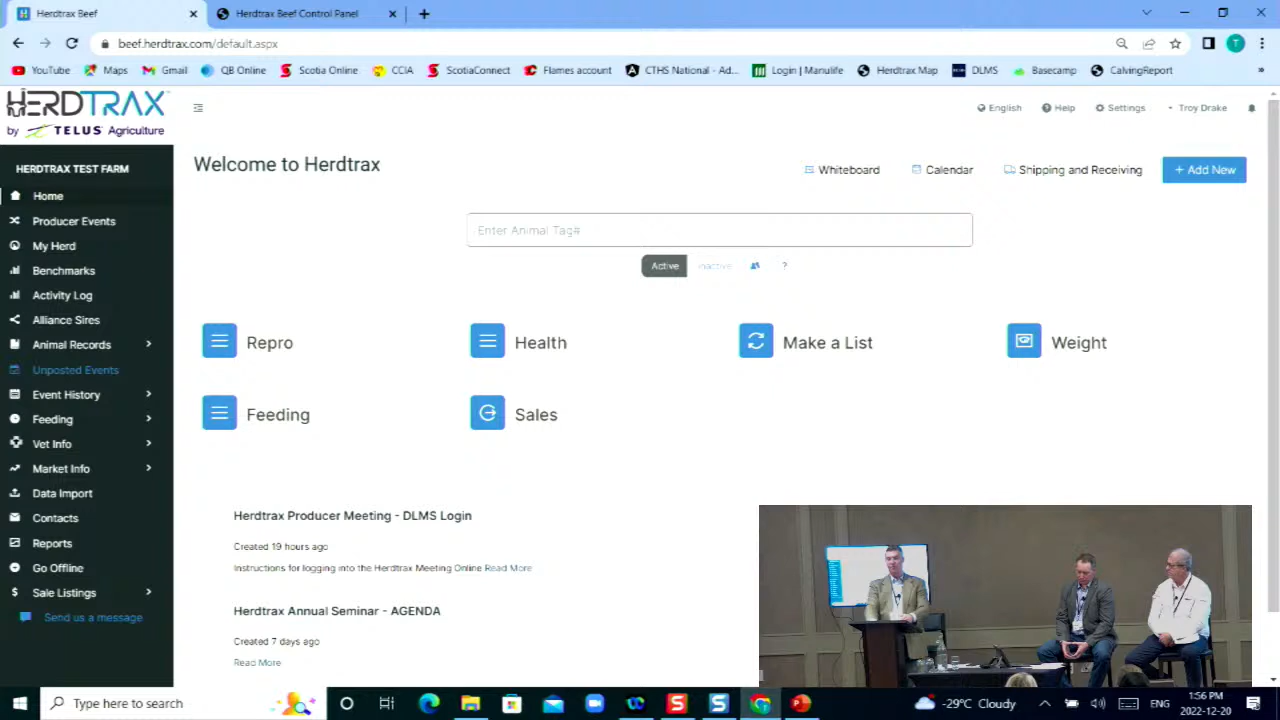 Herdtrax Beef
Herdtrax Beef Control Panel
beef.herdtrax.com/default.aspx
YouTube
Maps
Gmail
QB Online
Scotia Online
CCIA
ScotiaConnect
Flames account
CTHS National - Ad...
Login | Manulife
Herdtrax Map
DLMS
Basecamp
CalvingReport
»
HERDTRAX
by TELUS Agriculture
English
Help
Settings
Troy Drake
HERDTRAX TEST FARM
Home
Producer Events
My Herd
Benchmarks
Activity Log
Alliance Sires
Animal Records
Unposted Events
Event History
Feeding
Vet Info
Market Info
Data Import
Contacts
Reports
Go Offline
Sale Listings
Send us a message
Welcome to Herdtrax
Whiteboard
Calendar
Shipping and Receiving
+ Add New
Enter Animal Tag#
Active
Inactive
?
Repro
Health
Make a List
Weight
Feeding
Sales
Herdtrax Producer Meeting - DLMS Login
Created 19 hours ago
Instructions for logging into the Herdtrax Meeting Online Read More
Herdtrax Annual Seminar - AGENDA
Created 7 days ago
Read More
Type here to search
-29°C Cloudy
ENG
1:56 PM
2022-12-20